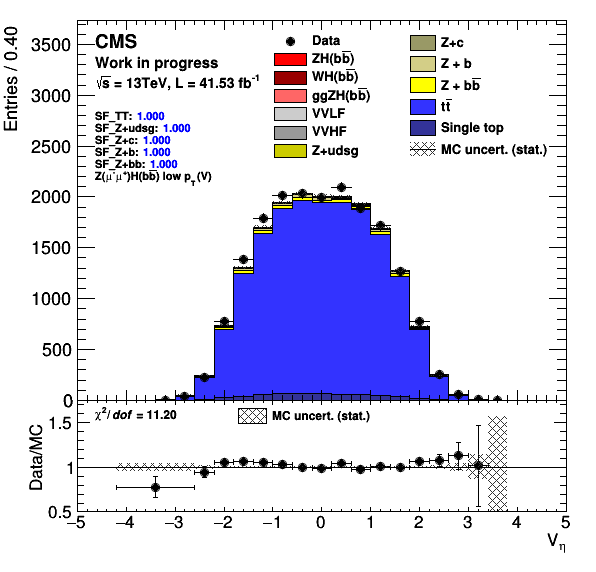 Entries / 0.40
3500
3000
2500
2000
1500
1000
500
0
CMS
Work in progress
√s = 13TeV, L = 41.53 fb⁻¹
SF_TT: 1.000
SF_Z+udsg: 1.000
SF_Z+c: 1.000
SF_Z+b: 1.000
SF_Z+bb: 1.000
Z(μ⁻μ⁺)H(bb̅) low p_T(V)
Data
ZH(bb̅)
WH(bb̅)
ggZH(bb̅)
VVLF
VVHF
Z+udsg
Z+c
Z + b
Z + bb̅
tt̅
Single top
MC uncert. (stat.)
Data/MC
1.5
1
0.5
χ²/dof = 11.20
MC uncert. (stat.)
−5 −4 −3 −2 −1 0 1 2 3 4 5
V_η